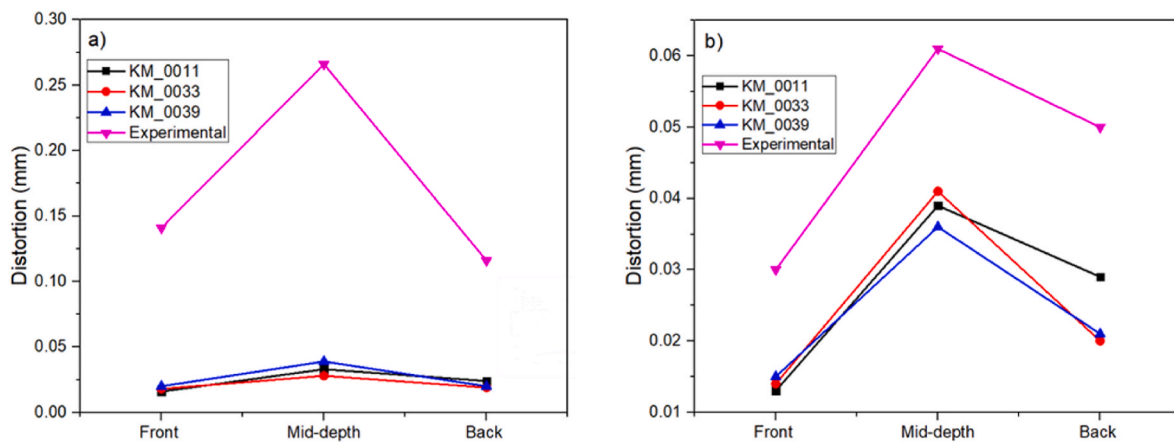 a)
KM_0011
KM_0033
KM_0039
Experimental
Distortion (mm)
0.30
0.25
0.20
0.15
0.10
0.05
0.00
Front Mid-depth Back
b)
KM_0011
KM_0033
KM_0039
Experimental
Distortion (mm)
0.06
0.05
0.04
0.03
0.02
0.01
Front Mid-depth Back